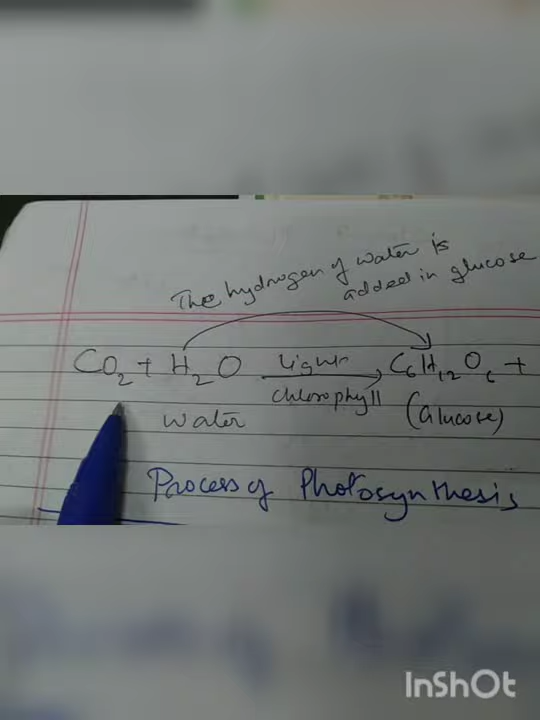 The hydrogen of water is
added in glucose
CO₂ + H₂O light C₆H₁₂O₆ +
chlorophyll
water (Glucose)
Process of Photosynthesis
InShOt